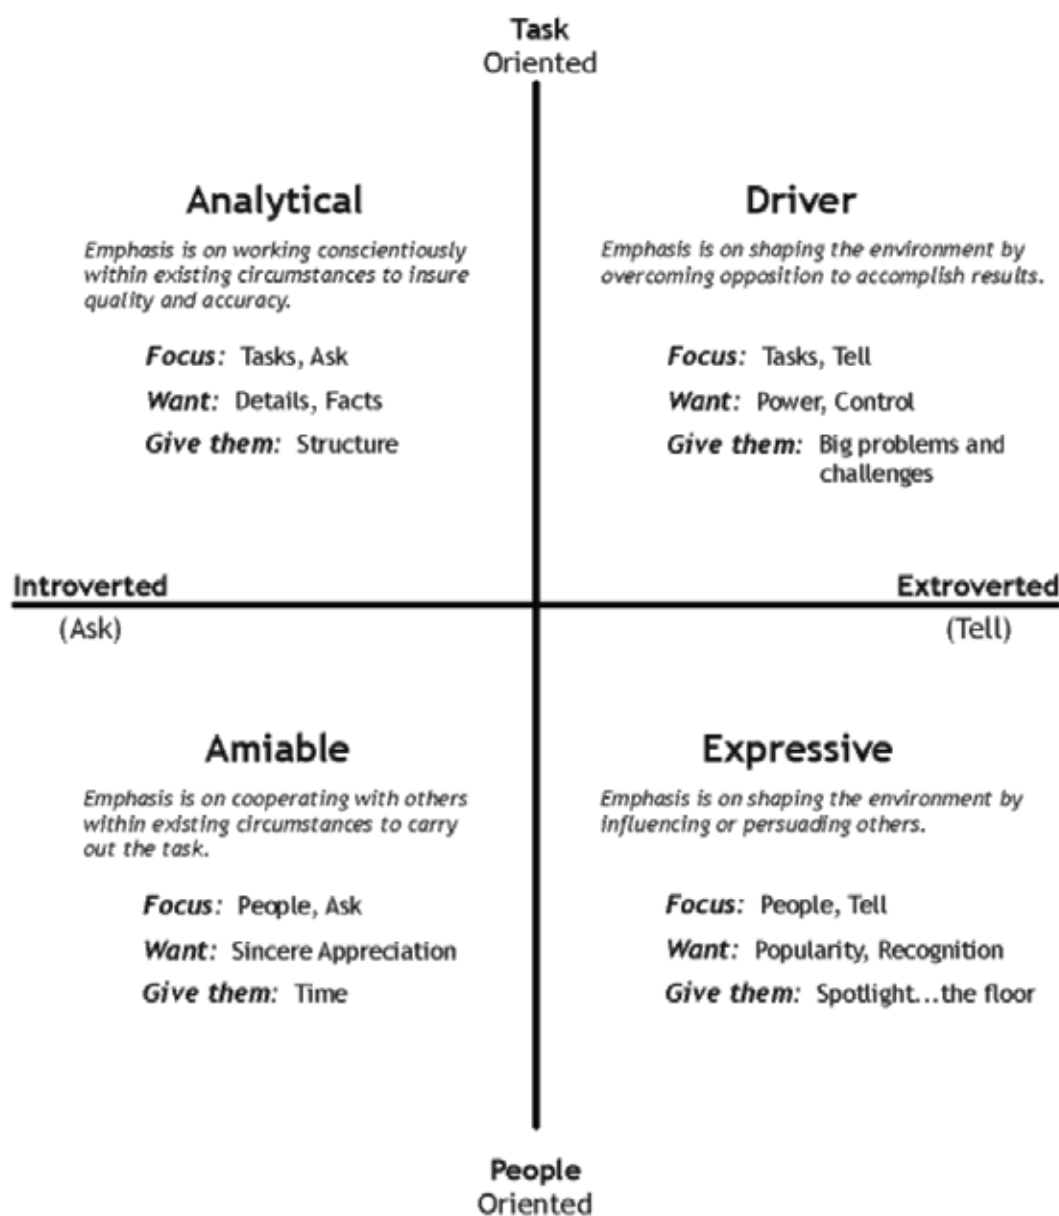 Task
Oriented
Analytical
Emphasis is on working conscientiously
within existing circumstances to insure
quality and accuracy.
Focus: Tasks, Ask
Want: Details, Facts
Give them: Structure
Driver
Emphasis is on shaping the environment by
overcoming opposition to accomplish results.
Focus: Tasks, Tell
Want: Power, Control
Give them: Big problems and
challenges
Introverted
(Ask)
Extroverted
(Tell)
Amiable
Emphasis is on cooperating with others
within existing circumstances to carry
out the task.
Focus: People, Ask
Want: Sincere Appreciation
Give them: Time
Expressive
Emphasis is on shaping the environment by
influencing or persuading others.
Focus: People, Tell
Want: Popularity, Recognition
Give them: Spotlight...the floor
People
Oriented